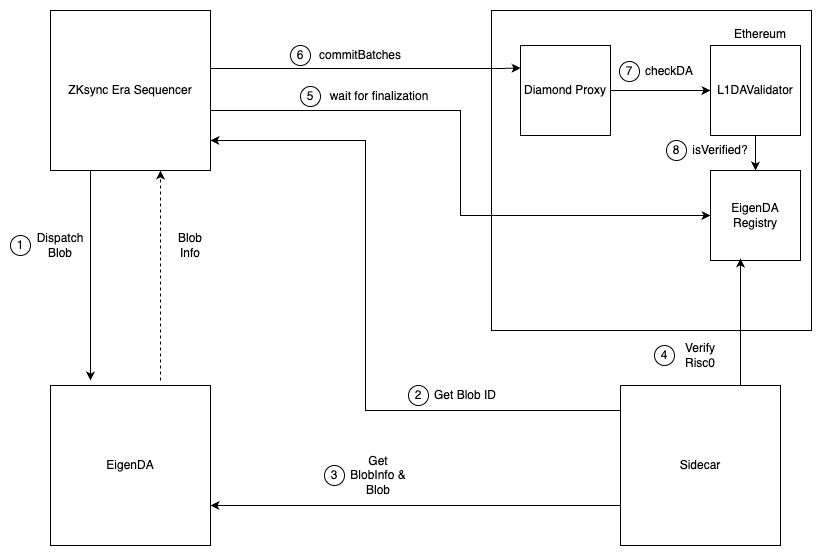 Ethereum
6 commitBatches
ZKsync Era Sequencer
Diamond Proxy
7 checkDA
L1DAValidator
5 wait for finalization
8 isVerified?
EigenDA
Registry
1 Dispatch
Blob
Blob
Info
4 Verify
Risc0
2 Get Blob ID
EigenDA
Get
3 BlobInfo &
Blob
Sidecar